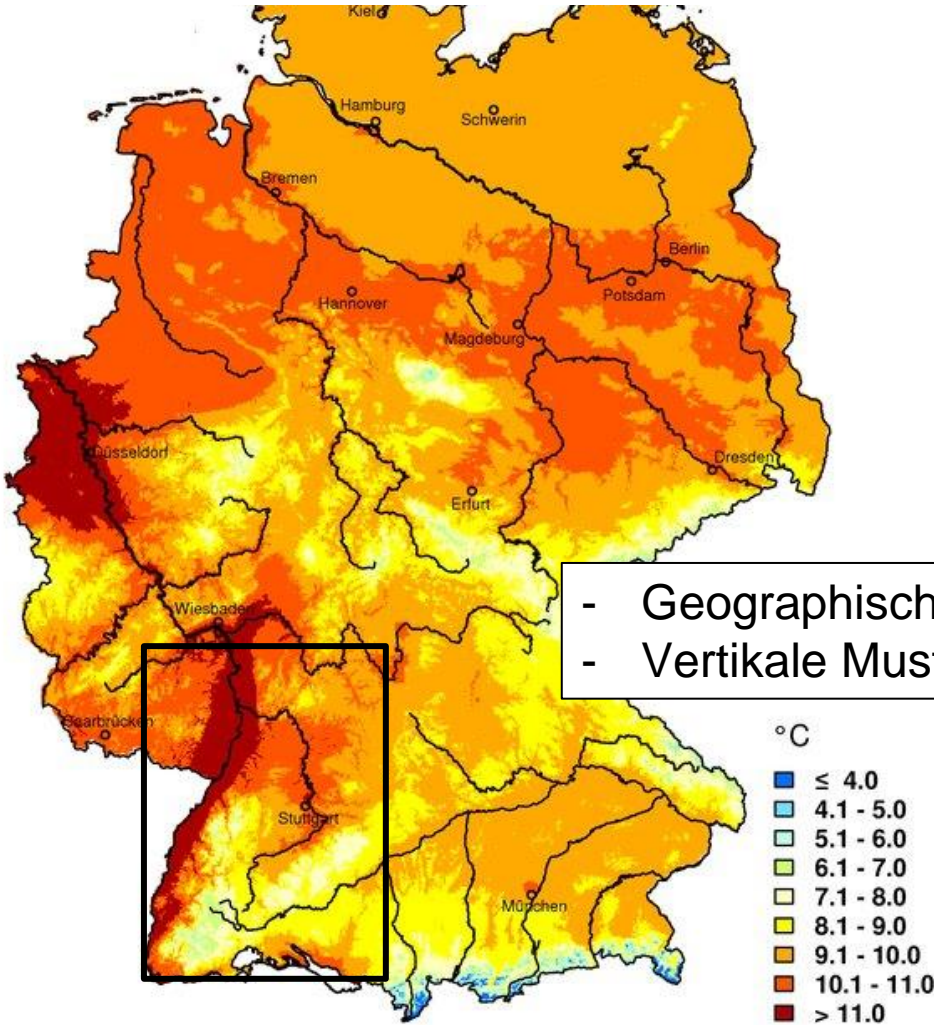 Kiel
Hamburg
Schwerin
Bremen
Berlin
Hannover
Potsdam
Magdeburg
Düsseldorf
Dresden
Erfurt
Wiesbaden
- Geographisch
- Vertikale Must
Saarbrücken
°C
≤ 4.0
4.1 - 5.0
5.1 - 6.0
6.1 - 7.0
Stuttgart
7.1 - 8.0
München
8.1 - 9.0
9.1 - 10.0
10.1 - 11.0
> 11.0